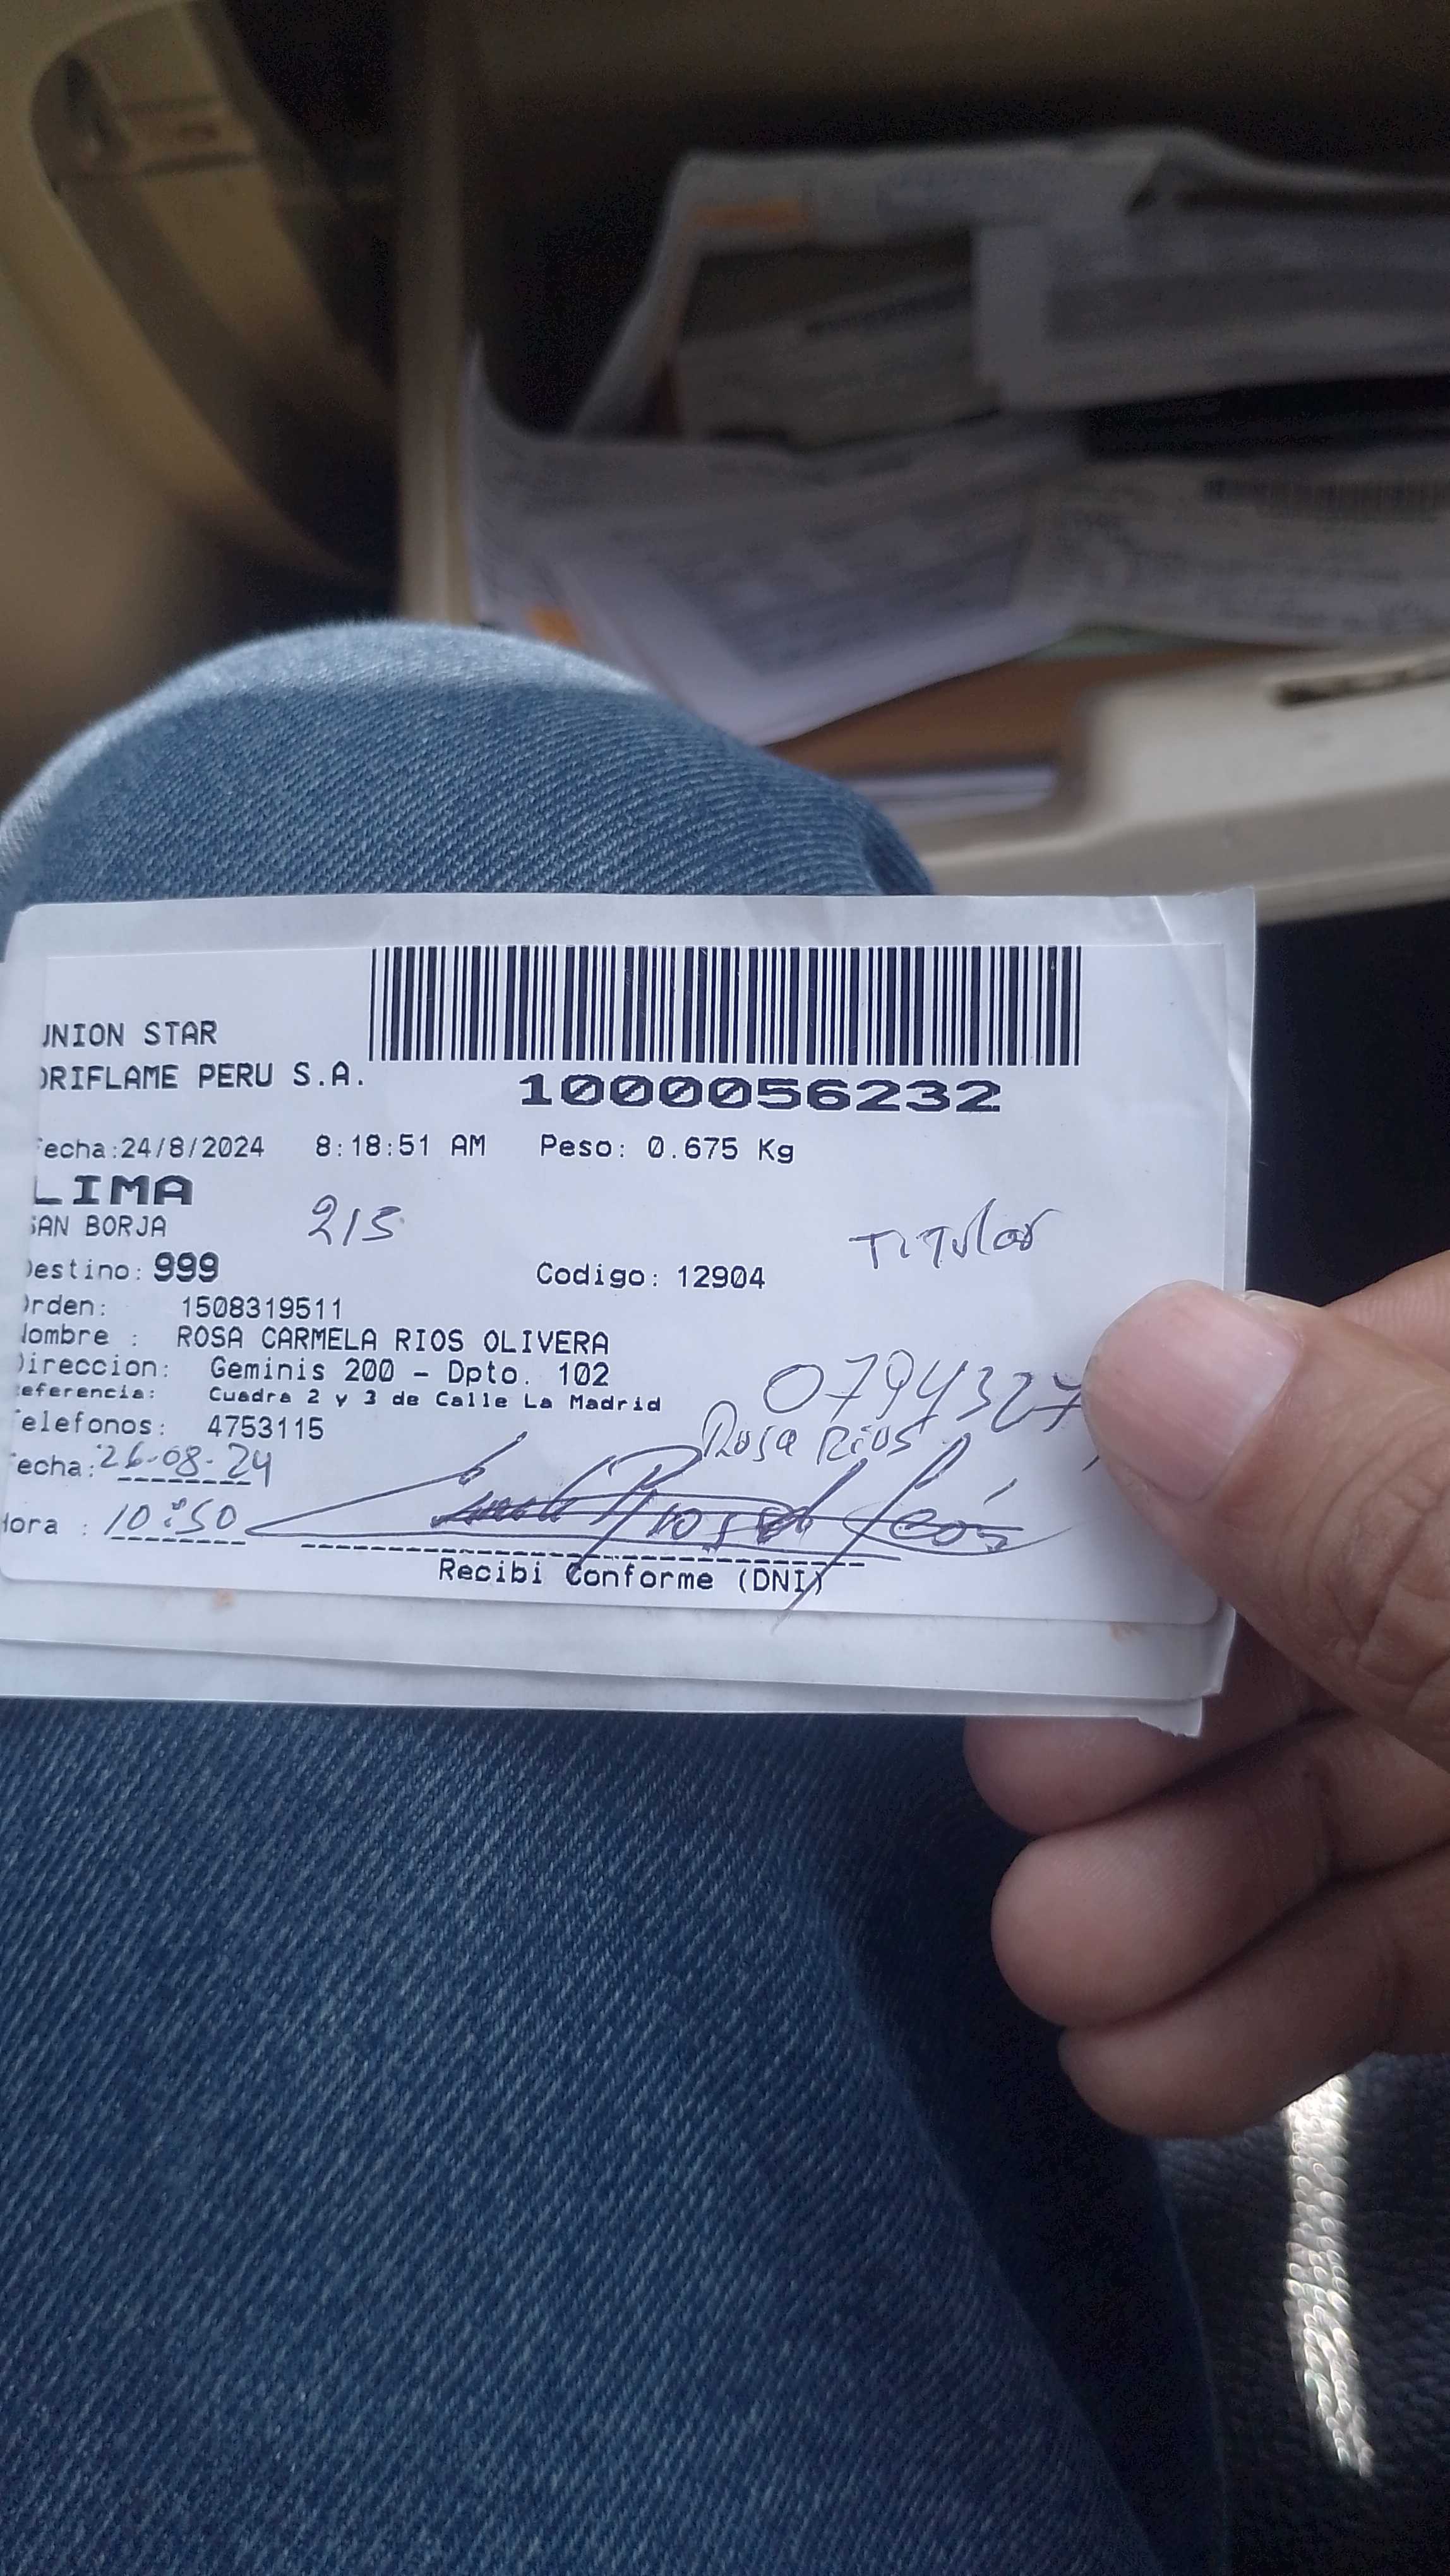 UNION STAR
ORIFLAME PERU S.A.
1000056232
Fecha:24/8/2024 8:18:51 AM Peso: 0.675 Kg
LIMA
SAN BORJA 213 Titular
Destino: 999 Codigo: 12904
Orden: 1508319511
Nombre : ROSA CARMELA RIOS OLIVERA
Direccion: Geminis 200 - Dpto. 102
Referencia: Cuadra 2 y 3 de Calle La Madrid
0794327
Telefonos: 4753115 Rosa Rios
Fecha: 26-08-24
Hora : 10:50
Recibi Conforme (DNI)